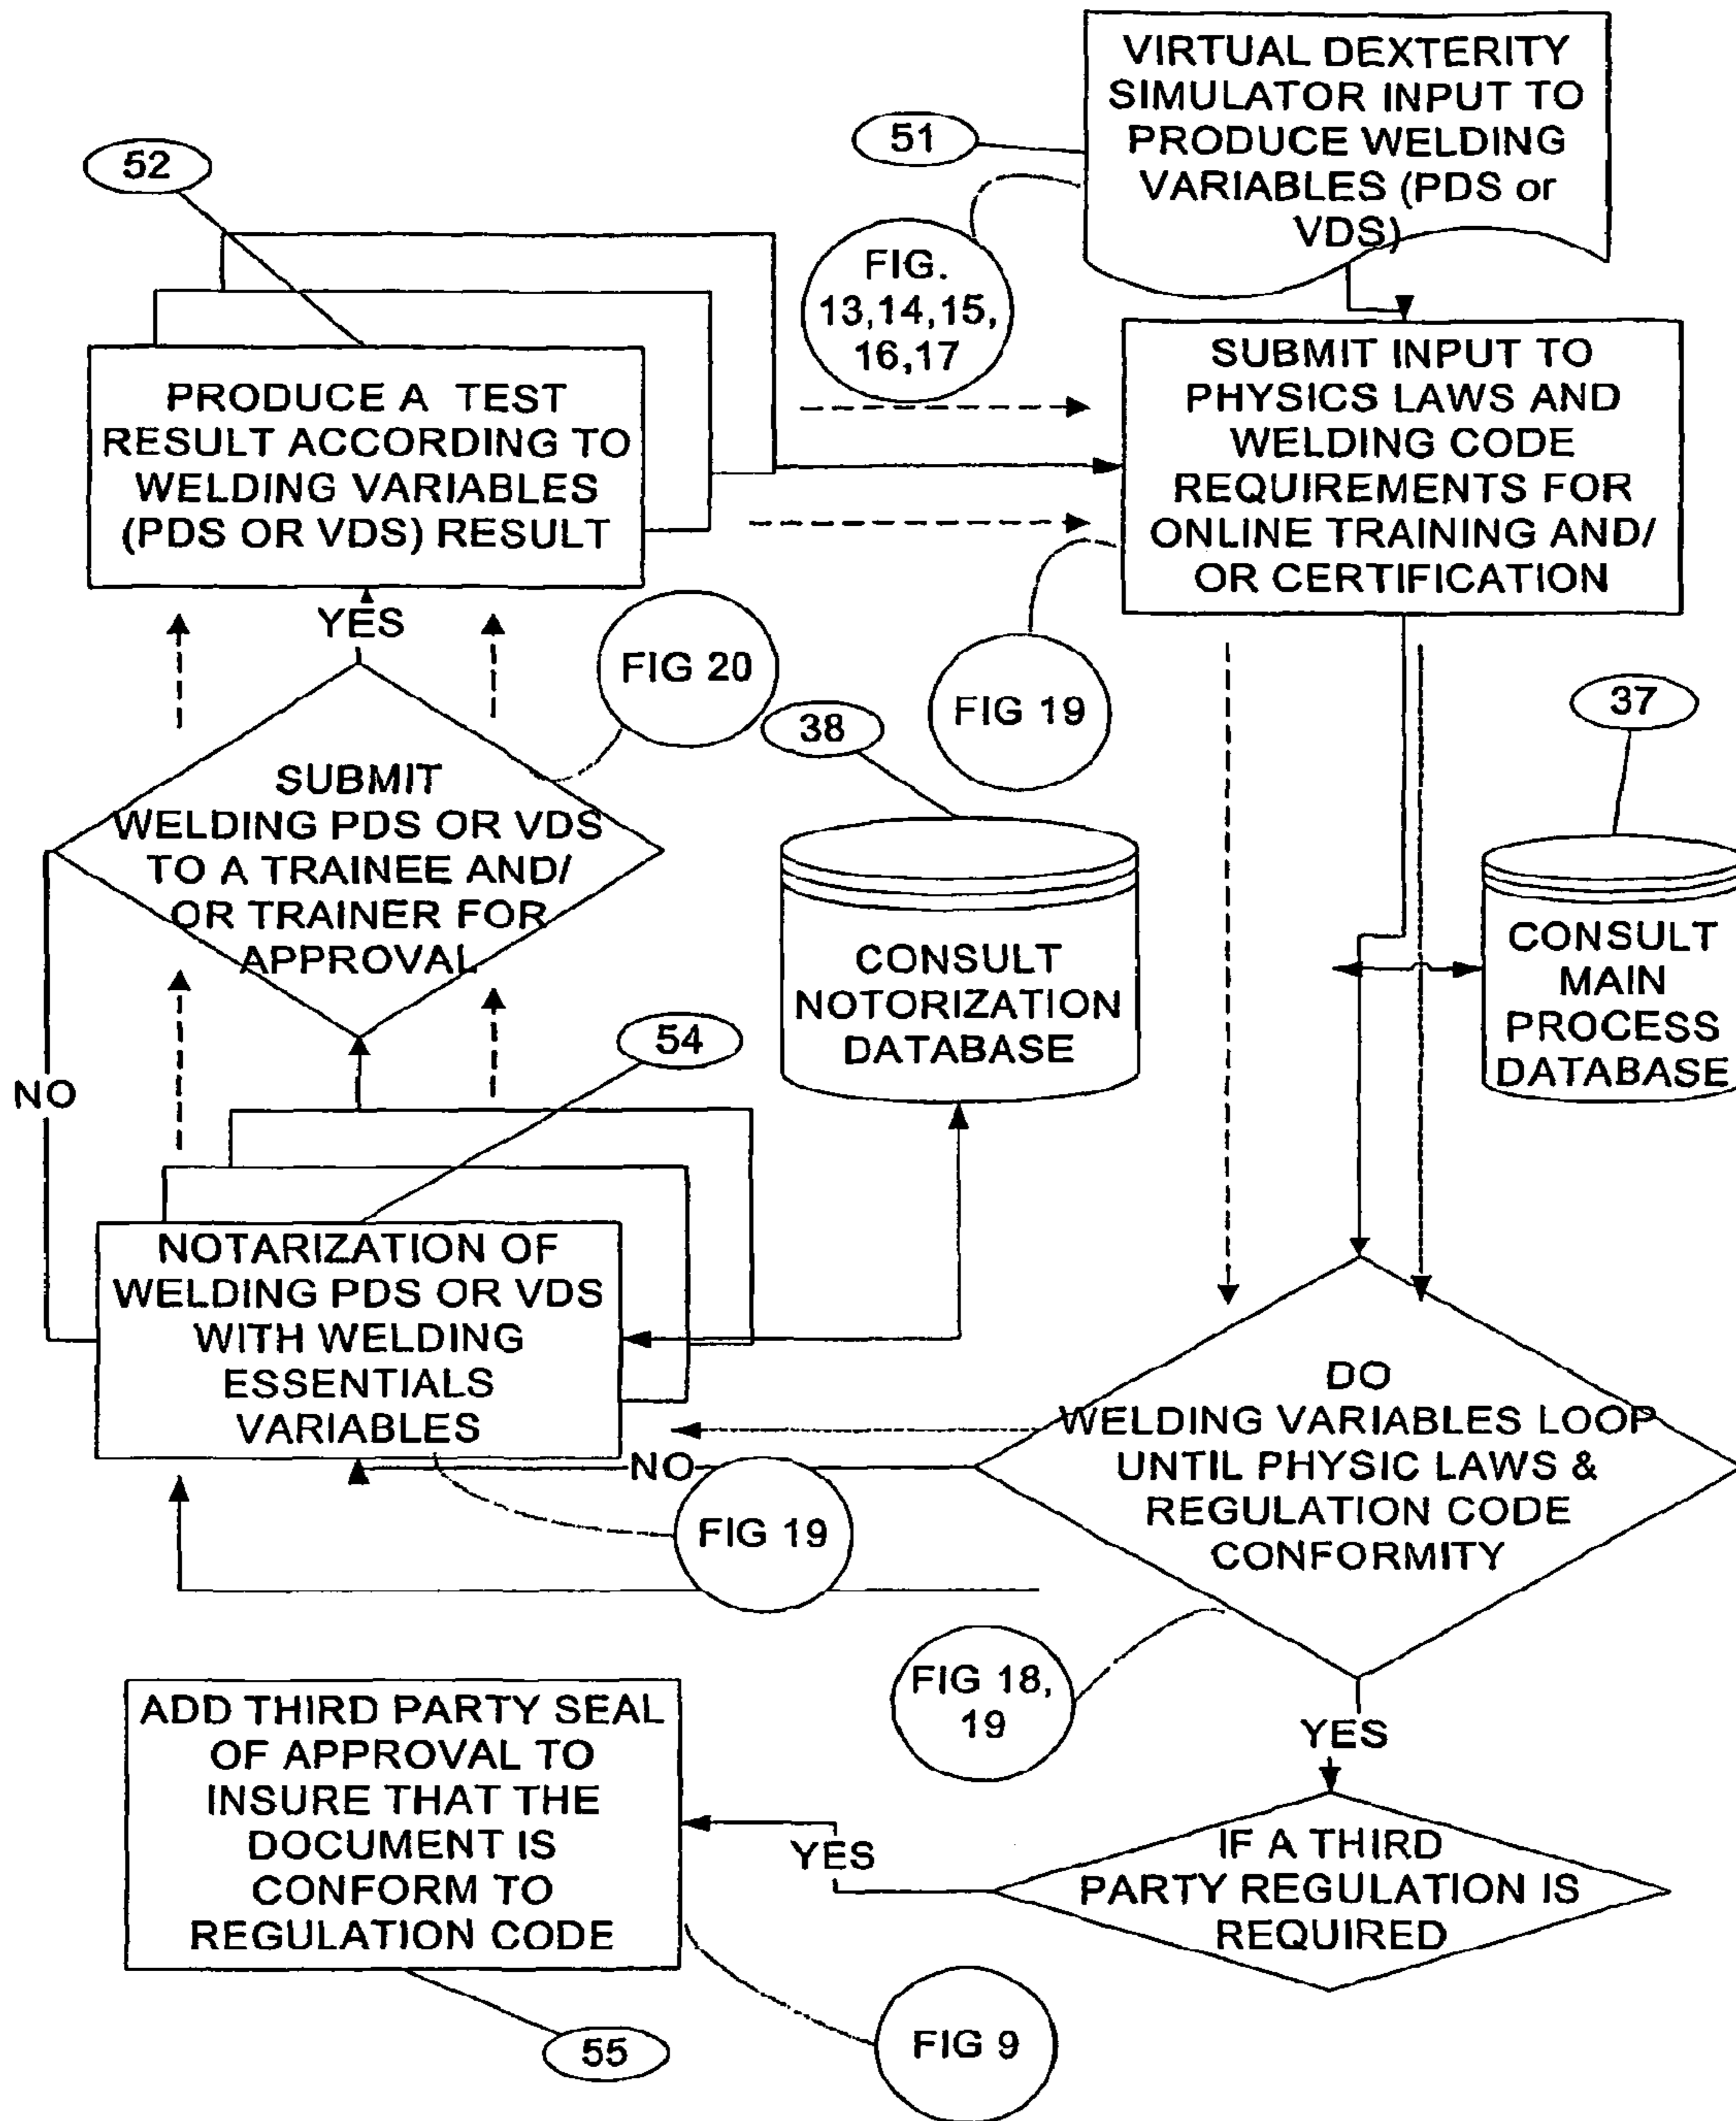 VIRTUAL DEXTERITY
SIMULATOR INPUT TO
PRODUCE WELDING
VARIABLES (PDS or
VDS)
51
52
FIG.
13,14,15,
16,17
PRODUCE A TEST
RESULT ACCORDING TO
WELDING VARIABLES
(PDS OR VDS) RESULT
SUBMIT INPUT TO
PHYSICS LAWS AND
WELDING CODE
REQUIREMENTS FOR
ONLINE TRAINING AND/
OR CERTIFICATION
YES
FIG 20
FIG 19
38
37
SUBMIT
WELDING PDS OR VDS
TO A TRAINEE AND/
OR TRAINER FOR
APPROVAL
CONSULT
NOTORIZATION
DATABASE
CONSULT
MAIN
PROCESS
DATABASE
54
NO
NOTARIZATION OF
WELDING PDS OR VDS
WITH WELDING
ESSENTIALS
VARIABLES
DO
WELDING VARIABLES LOOP
UNTIL PHYSIC LAWS &
REGULATION CODE
CONFORMITY
NO
FIG 19
FIG 18,
19
YES
ADD THIRD PARTY SEAL
OF APPROVAL TO
INSURE THAT THE
DOCUMENT IS
CONFORM TO
REGULATION CODE
YES
IF A THIRD
PARTY REGULATION IS
REQUIRED
55
FIG 9